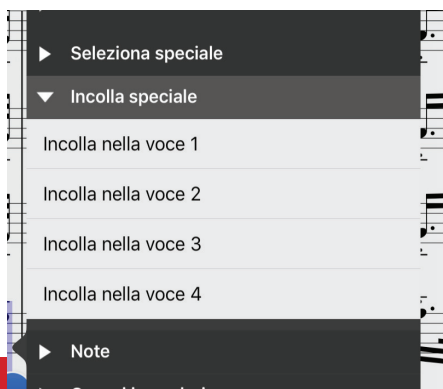 Seleziona speciale
Incolla speciale
Incolla nella voce 1
Incolla nella voce 2
Incolla nella voce 3
Incolla nella voce 4
Note